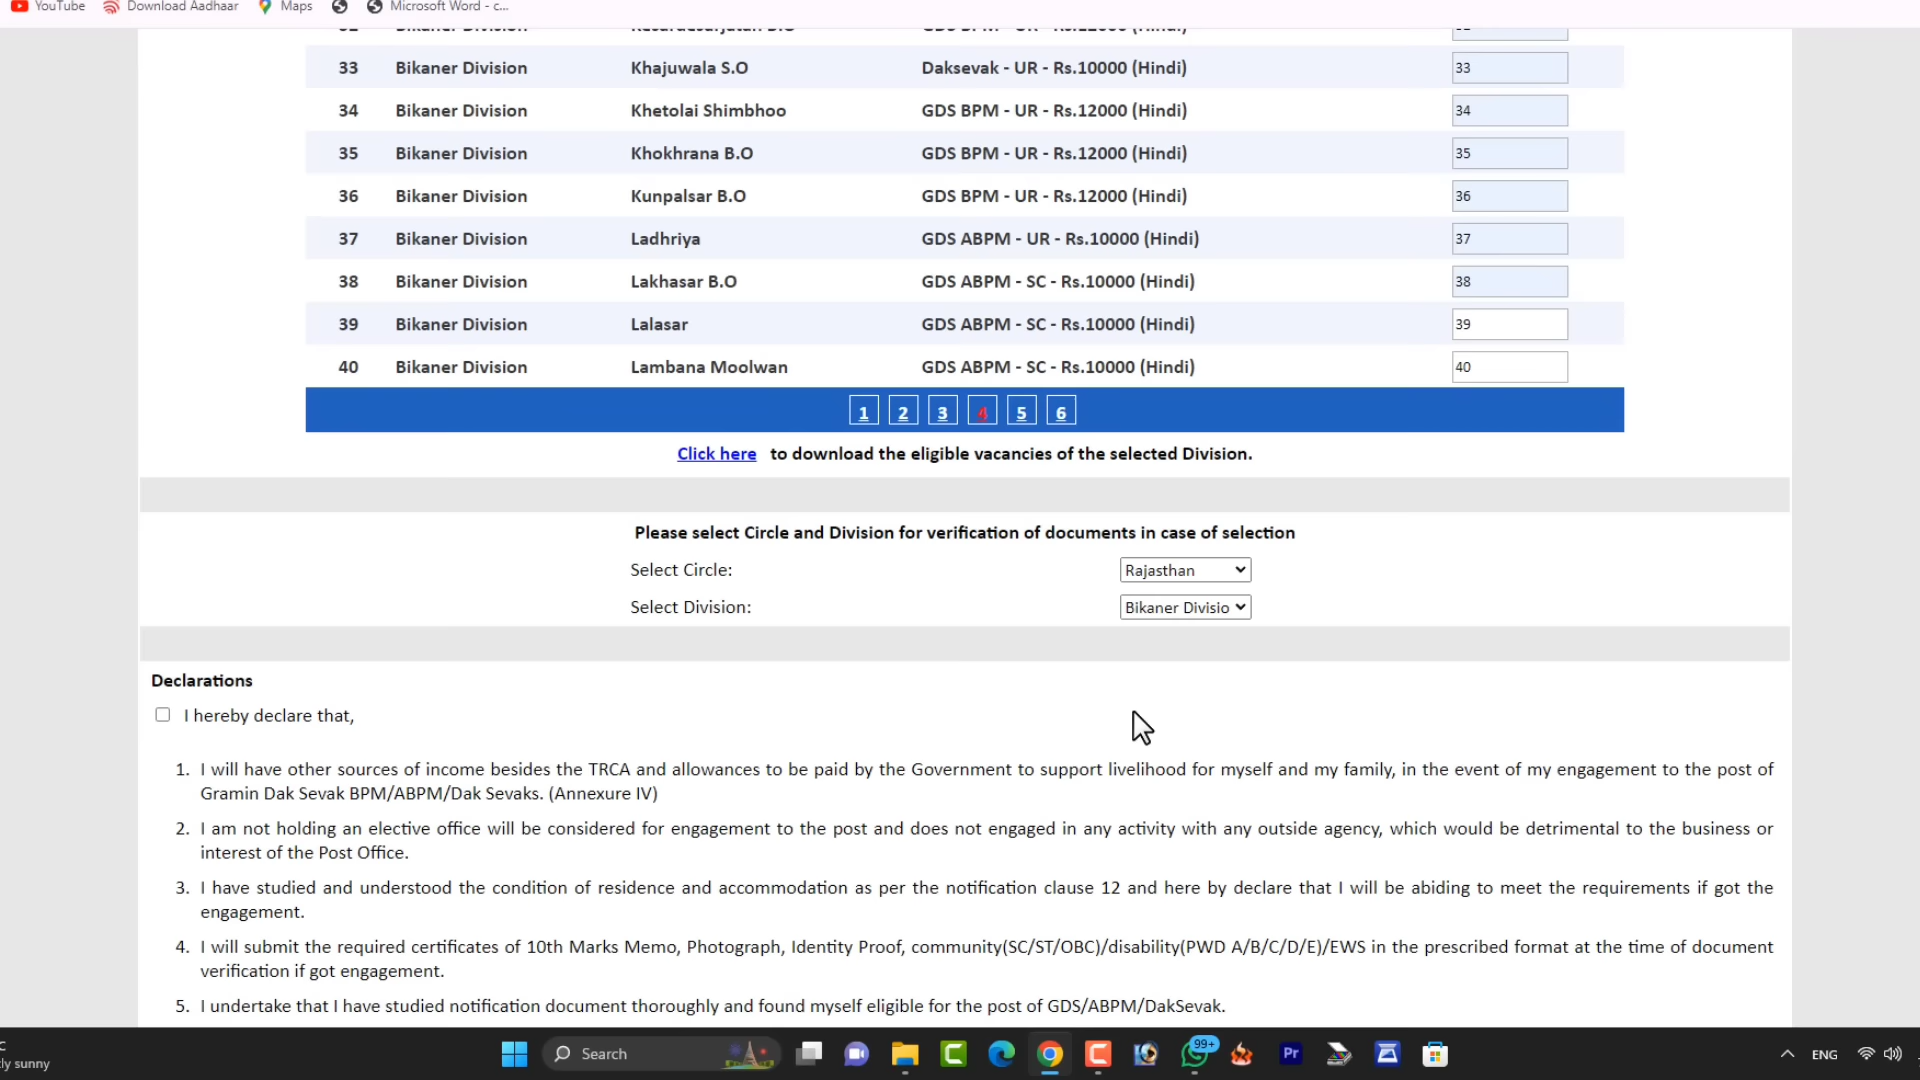 YouTube Download Aadhaar Maps Microsoft Word - c...
33 Bikaner Division Khajuwala S.O Daksevak - UR - Rs.10000 (Hindi) 33
34 Bikaner Division Khetolai Shimbhoo GDS BPM - UR - Rs.12000 (Hindi) 34
35 Bikaner Division Khokhrana B.O GDS BPM - UR - Rs.12000 (Hindi) 35
36 Bikaner Division Kunpalsar B.O GDS BPM - UR - Rs.12000 (Hindi) 36
37 Bikaner Division Ladhriya GDS ABPM - UR - Rs.10000 (Hindi) 37
38 Bikaner Division Lakhasar B.O GDS ABPM - SC - Rs.10000 (Hindi) 38
39 Bikaner Division Lalasar GDS ABPM - SC - Rs.10000 (Hindi) 39
40 Bikaner Division Lambana Moolwan GDS ABPM - SC - Rs.10000 (Hindi) 40
1 2 3 4 5 6
Click here to download the eligible vacancies of the selected Division.
Please select Circle and Division for verification of documents in case of selection
Select Circle: Rajasthan
Select Division: Bikaner Divisio
Declarations
I hereby declare that,
1. I will have other sources of income besides the TRCA and allowances to be paid by the Government to support livelihood for myself and my family, in the event of my engagement to the post of
Gramin Dak Sevak BPM/ABPM/Dak Sevaks. (Annexure IV)
2. I am not holding an elective office will be considered for engagement to the post and does not engaged in any activity with any outside agency, which would be detrimental to the business or
interest of the Post Office.
3. I have studied and understood the condition of residence and accommodation as per the notification clause 12 and here by declare that I will be abiding to meet the requirements if got the
engagement.
4. I will submit the required certificates of 10th Marks Memo, Photograph, Identity Proof, community(SC/ST/OBC)/disability(PWD A/B/C/D/E)/EWS in the prescribed format at the time of document
verification if got engagement.
5. I undertake that I have studied notification document thoroughly and found myself eligible for the post of GDS/ABPM/DakSevak.
Search 99+ Pr ENG
sunny